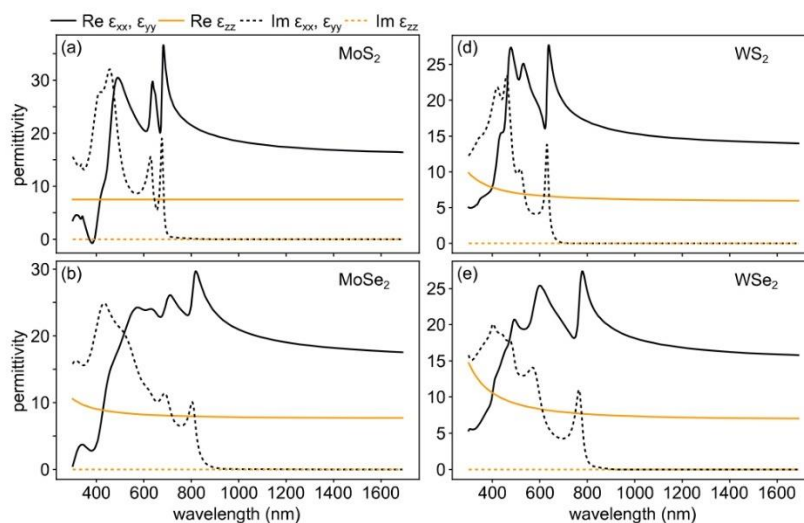 Re εxx, εyy Re εzz Im εxx, εyy Im εzz
(a) MoS2
permittivity
30
20
10
0
(d) WS2
permittivity
25
20
15
10
5
0
(b) MoSe2
permittivity
30
20
10
0
400 600 800 1000 1200 1400 1600
wavelength (nm)
(e) WSe2
permittivity
25
20
15
10
5
0
400 600 800 1000 1200 1400 1600
wavelength (nm)